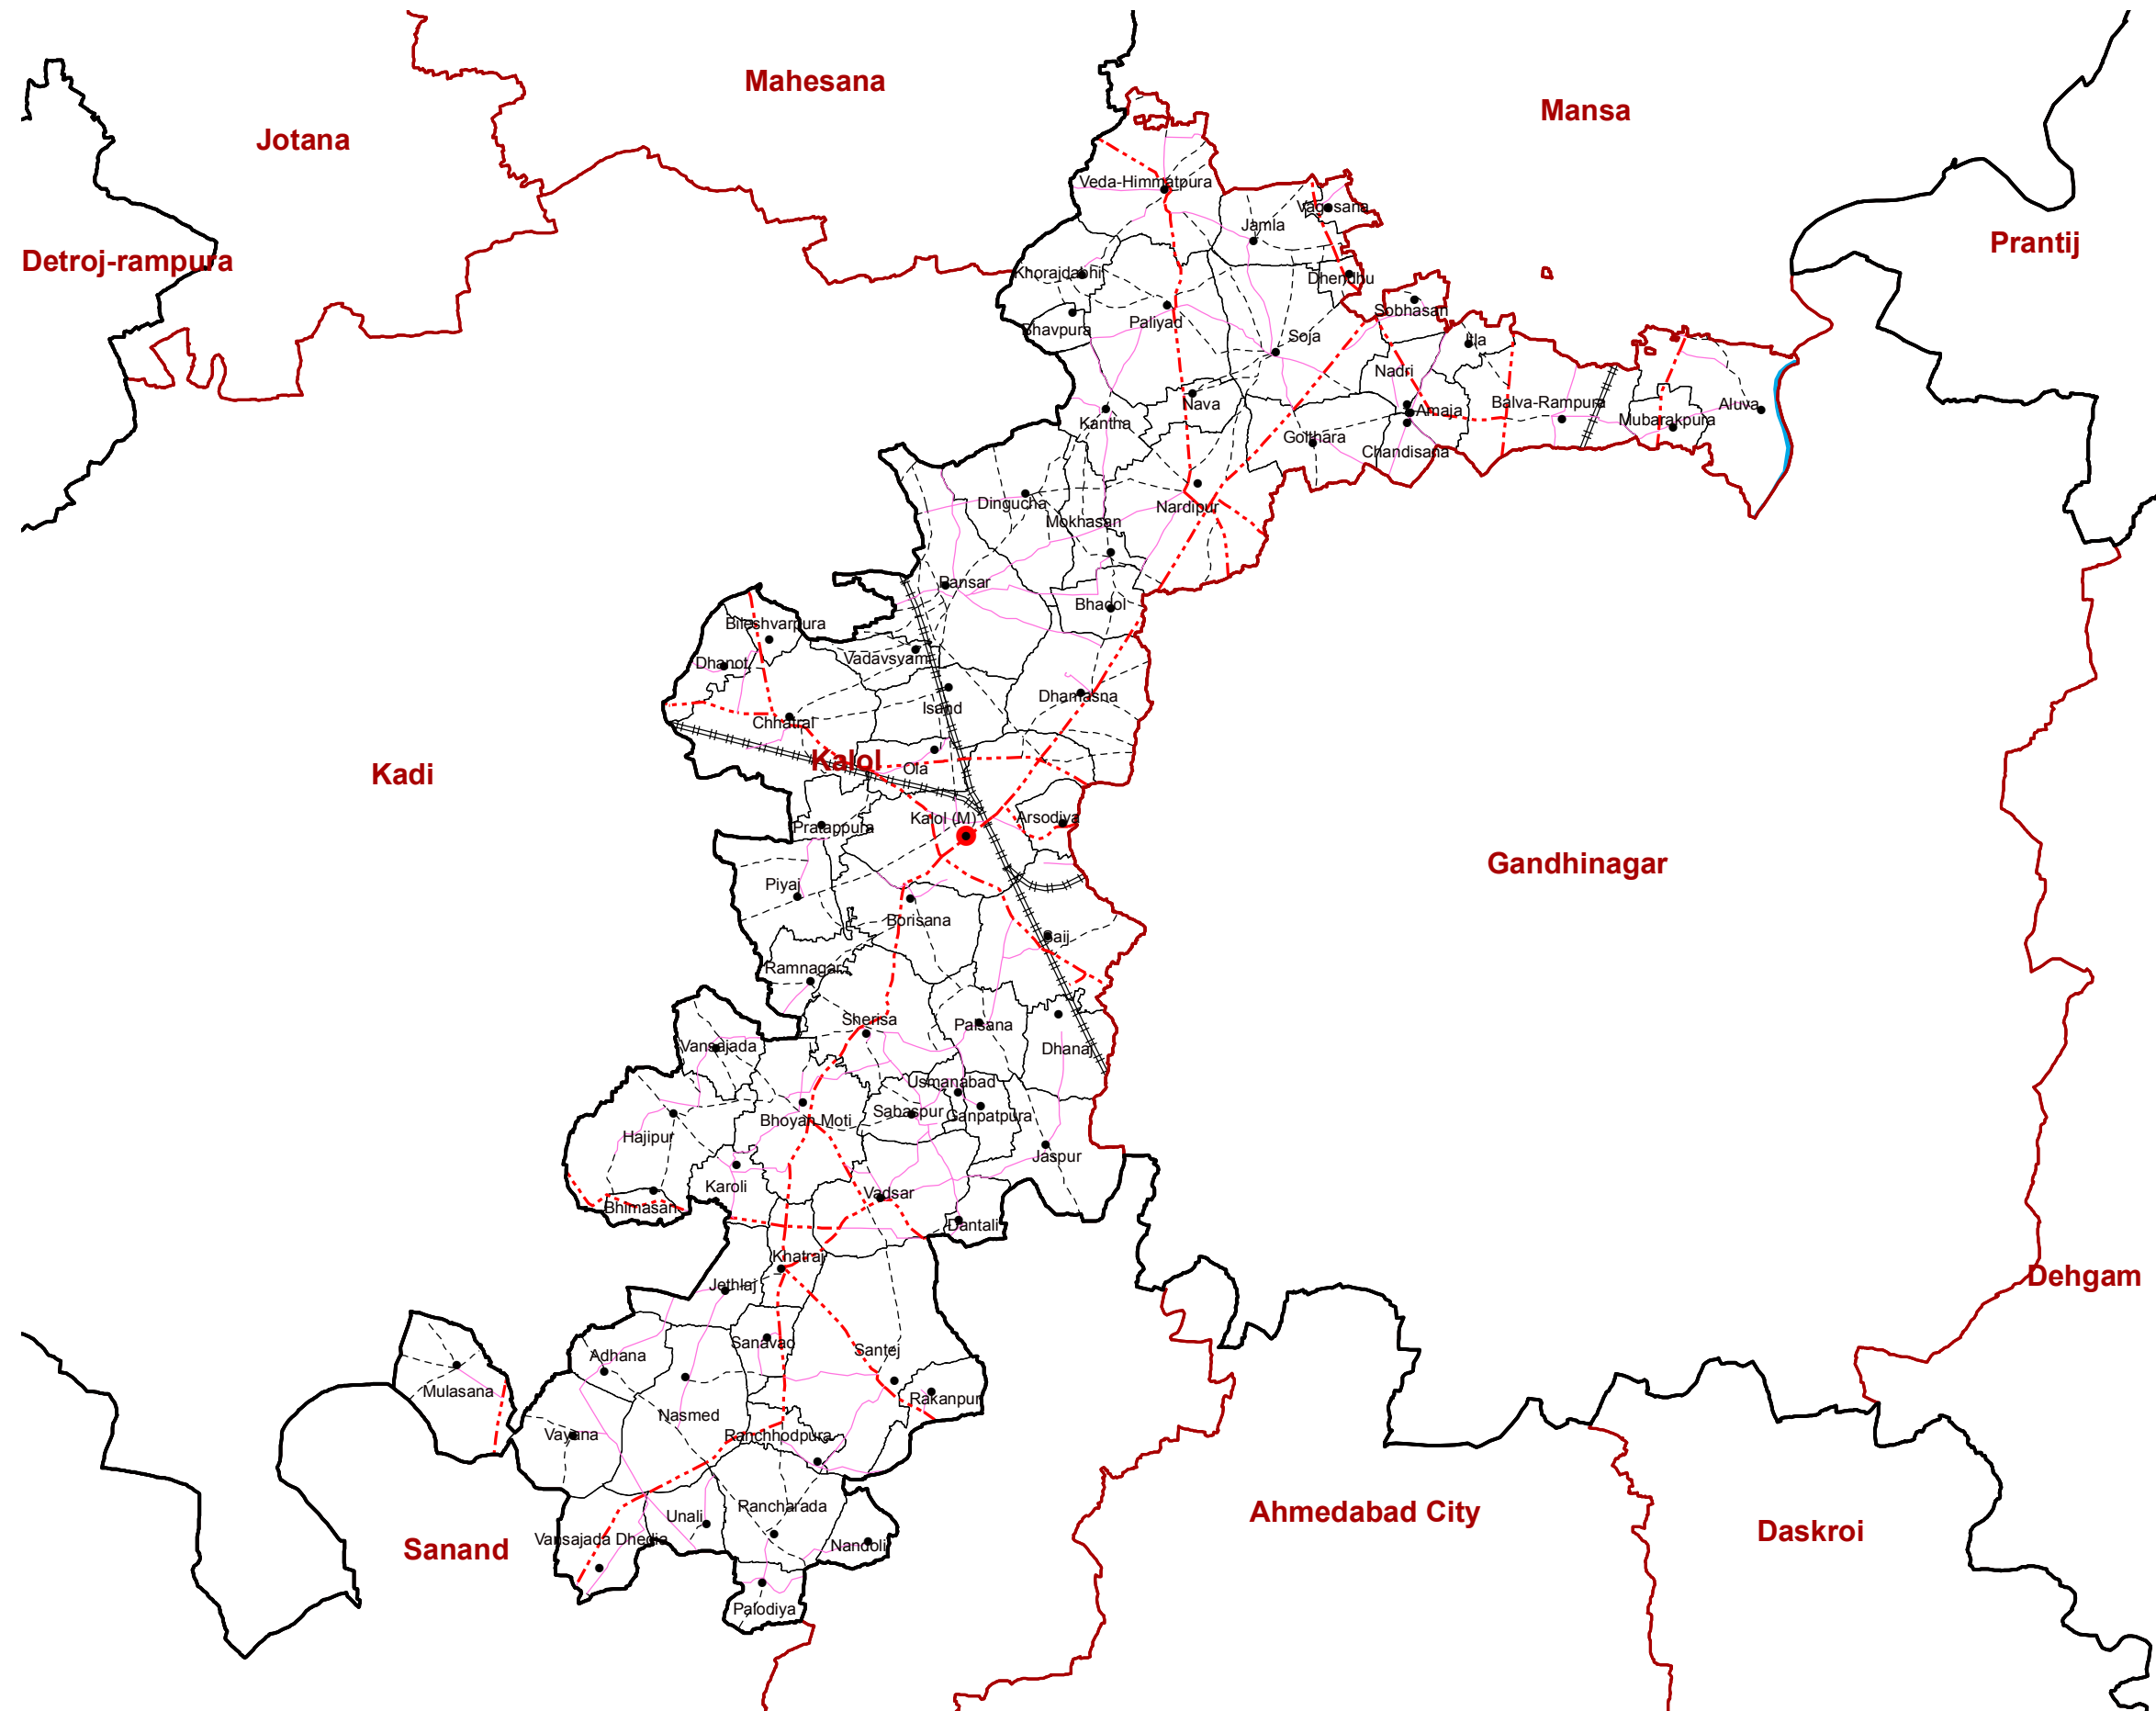 Mahesana
Mansa
Jotana
Veda-Himmatpura
Vagosana
Jamla
Prantij
Detroj-rampura
Khorajdabhi
Dhendhu
Sobhasan
Bhavpura
Paliyad
Soja
Itla
Nadri
Nava
Amaja
Balva-Rampura
Aluva
Kantha
Mubarakpura
Golthara
Chandisana
Dingucha
Nardipur
Mokhasan
Pansar
Bhadol
Bileshvarpura
Dhanot
Vadavsyam
Dhamasna
Isand
Chhatral
Kalol
Ola
Kadi
Kalol (M)
Arsodiya
Pratappura
Gandhinagar
Piyaj
Borisana
Saij
Ramnagar
Sherisa
Palsana
Vansajada
Dhanaj
Usmanabad
Sabaspur
Ganpatpura
Bhoyan Moti
Hajipur
Jaspur
Karoli
Vadsar
Bhimasan
Dantali
Khatraj
Dehgam
Jethlaj
Sanavad
Santej
Adhana
Mulasana
Rakanpur
Nasmed
Vayana
Ranchhodpura
Rancharada
Ahmedabad City
Unali
Daskroi
Vansajada Dhedia
Nandoli
Sanand
Palodiya